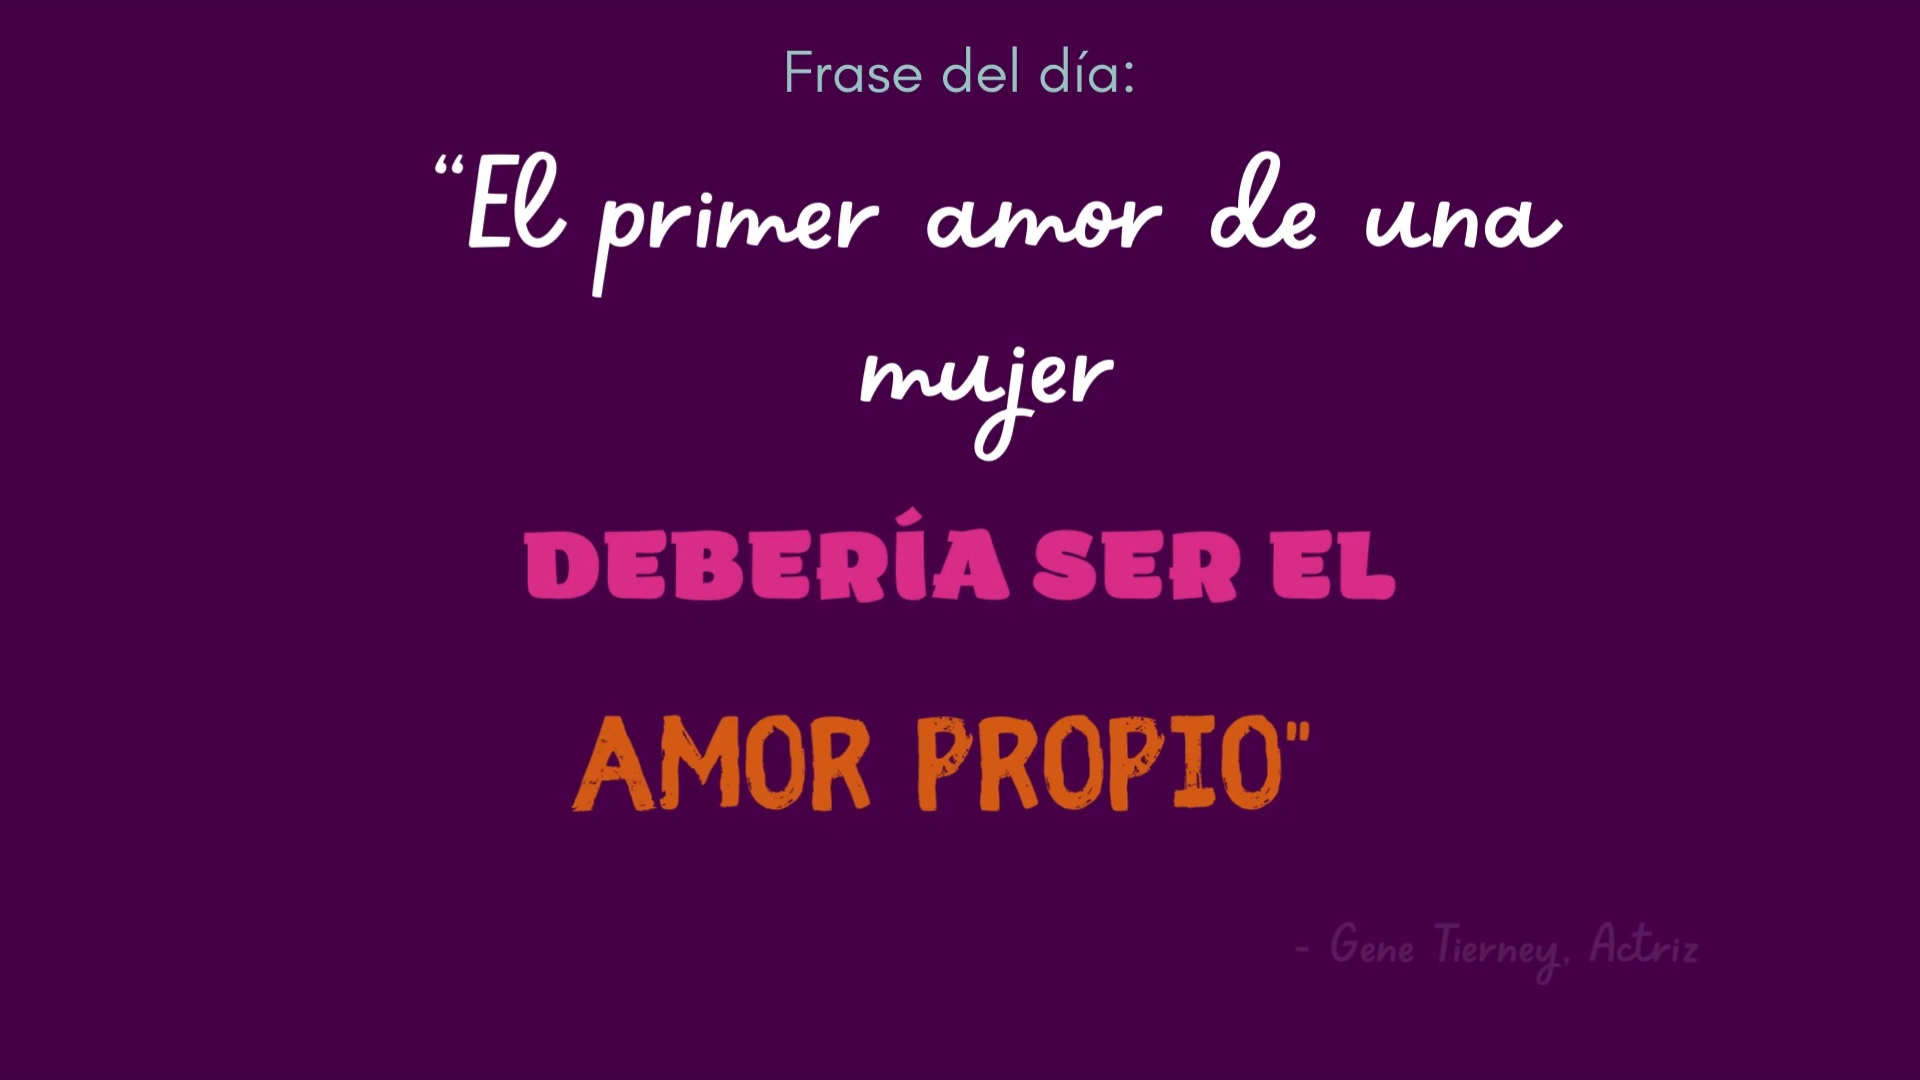 Frase del día:
“El primer amor de una
mujer
DEBERÍA SER EL
AMOR PROPIO"
- Gene Tierney, Actriz